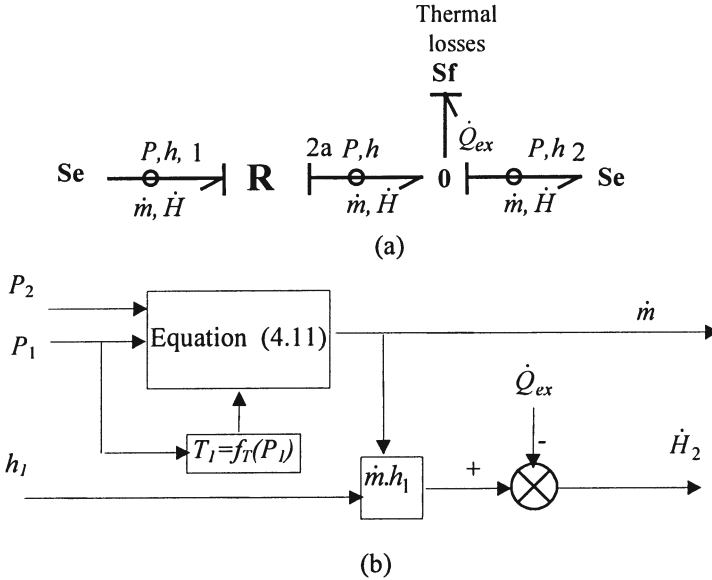 Thermal
losses
Sf
Q̇ex
P,h, 1
2a P,h
P,h 2
Se
R
0
Se
ṁ, Ḣ
ṁ, Ḣ
ṁ, Ḣ
(a)
P2
P1
Equation (4.11)
ṁ
Q̇ex
T1=fT(P1)
-
h1
ṁ.h1
+
Ḣ2
(b)